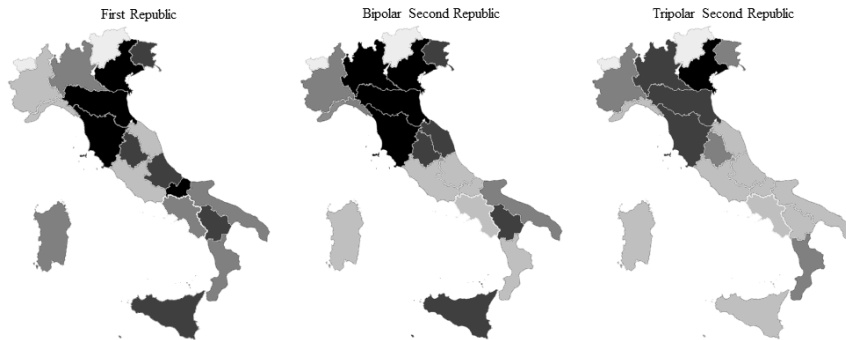 First Republic
Bipolar Second Republic
Tripolar Second Republic